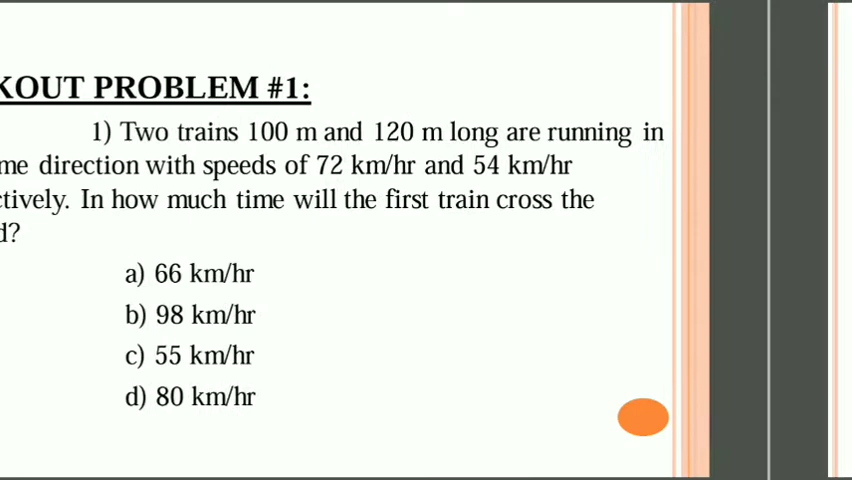 KOUT PROBLEM #1:
1) Two trains 100 m and 120 m long are running in
me direction with speeds of 72 km/hr and 54 km/hr
ctively. In how much time will the first train cross the
d?
a) 66 km/hr
b) 98 km/hr
c) 55 km/hr
d) 80 km/hr